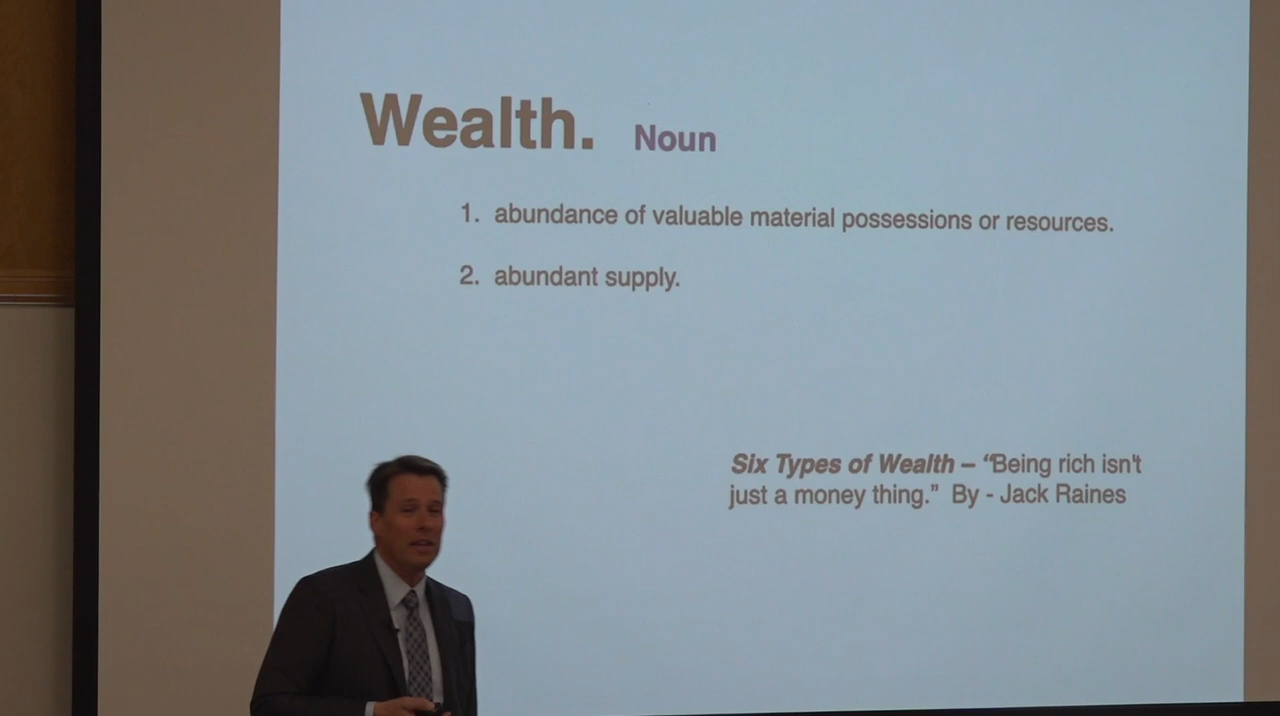 Wealth. Noun
1. abundance of valuable material possessions or resources.
2. abundant supply.
Six Types of Wealth – “Being rich isn't
just a money thing.” By - Jack Raines